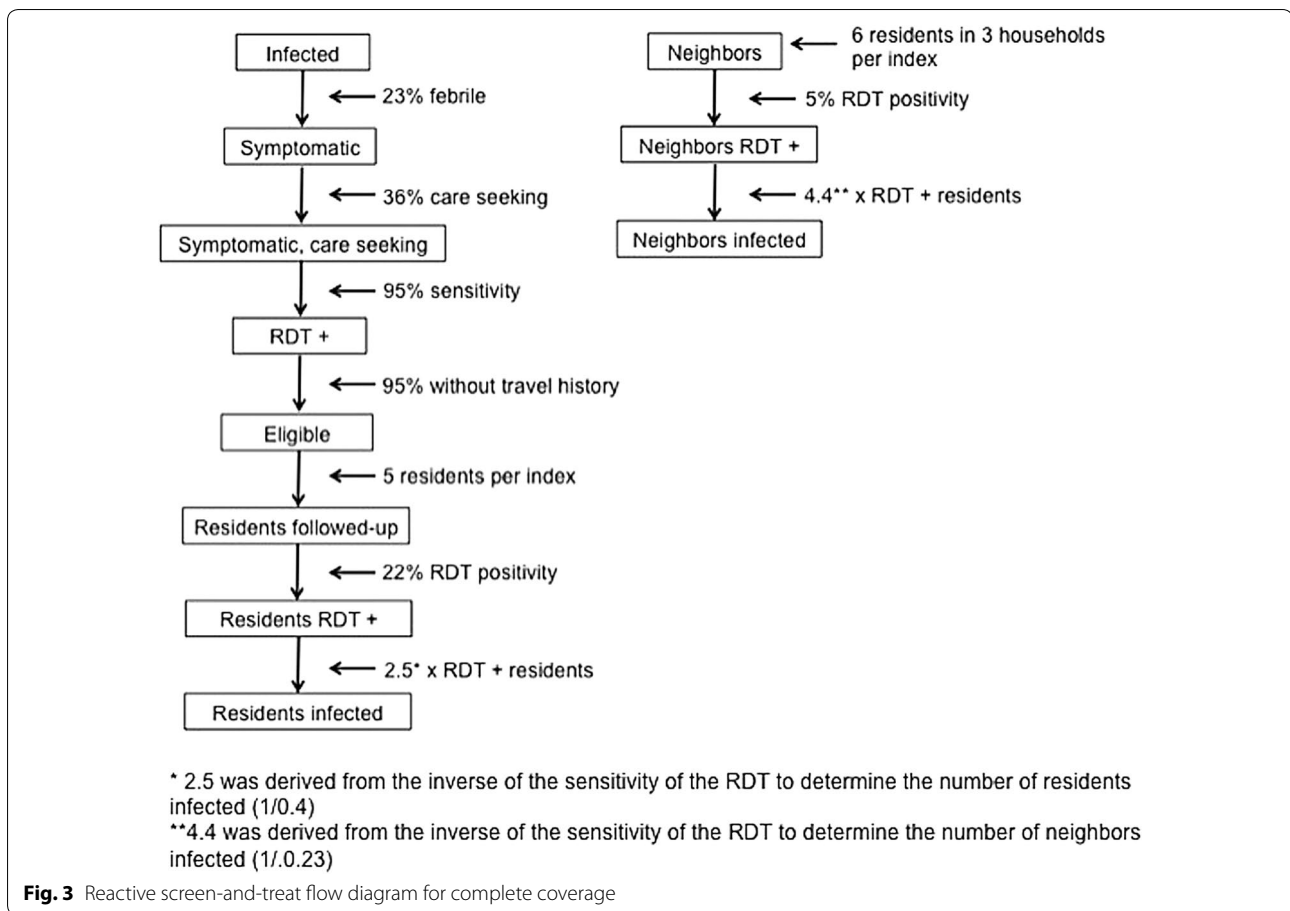 Infected
23% febrile
Symptomatic
36% care seeking
Symptomatic, care seeking
95% sensitivity
RDT +
95% without travel history
Eligible
5 residents per index
Residents followed-up
22% RDT positivity
Residents RDT +
2.5* x RDT + residents
Residents infected
Neighbors
6 residents in 3 households
per index
5% RDT positivity
Neighbors RDT +
4.4** x RDT + residents
Neighbors infected
* 2.5 was derived from the inverse of the sensitivity of the RDT to determine the number of residents
infected (1/0.4)
**4.4 was derived from the inverse of the sensitivity of the RDT to determine the number of neighbors
infected (1/.0.23)
Fig. 3 Reactive screen-and-treat flow diagram for complete coverage